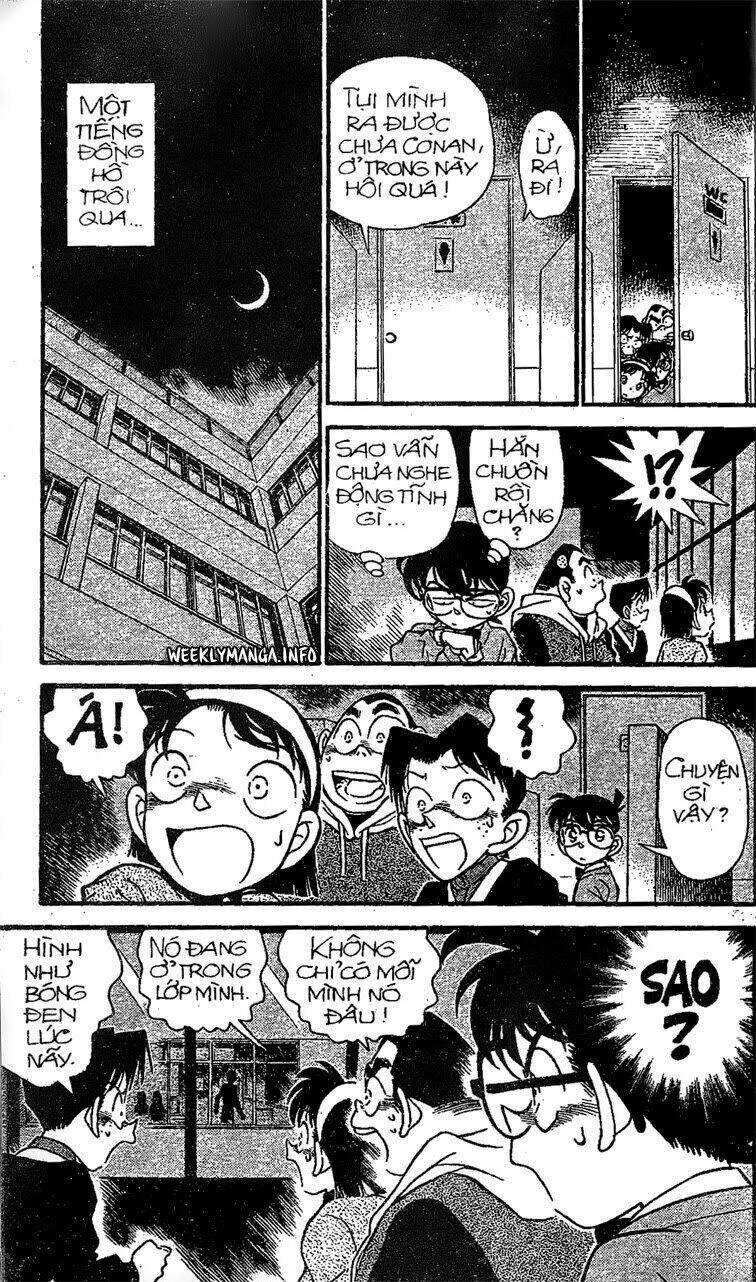 MỘT
TIẾNG
ĐỒNG
HỒ
TRÔI
QUA...
TỤI MÌNH
RA ĐƯỢC
CHƯA CONAN,
Ở TRONG NÀY
HÔI QUÁ!
Ừ,
RA
ĐI!
WC
SAO VẪN
CHƯA NGHE
ĐỘNG TĨNH
GÌ...
HẮN
CHUỒN
RỒI
CHĂNG
?
!?
WEEKLYMANGA.INFO
Á!
CHUYỆN
GÌ
VẬY?
HÌNH
NHƯ
BÓNG
ĐEN
LÚC
NÃY.
NÓ ĐANG
Ở TRONG
LỚP MÌNH.
KHÔNG
CHỈ CÓ MỖI
MÌNH NÓ
ĐÂU!
SAO
?